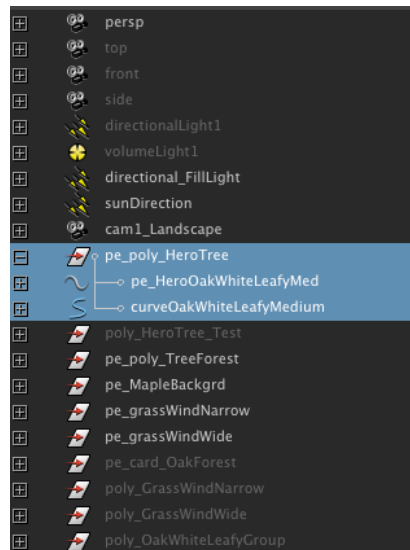 persp
top
front
side
directionalLight1
volumeLight1
directional_FillLight
sunDirection
cam1_Landscape
pe_poly_HeroTree
pe_HeroOakWhiteLeafyMed
curveOakWhiteLeafyMedium
poly_HeroTree_Test
pe_poly_TreeForest
pe_MapleBackgrd
pe_grassWindNarrow
pe_grassWindWide
pe_card_OakForest
poly_GrassWindNarrow
poly_GrassWindWide
poly_OakWhiteLeafyGroup